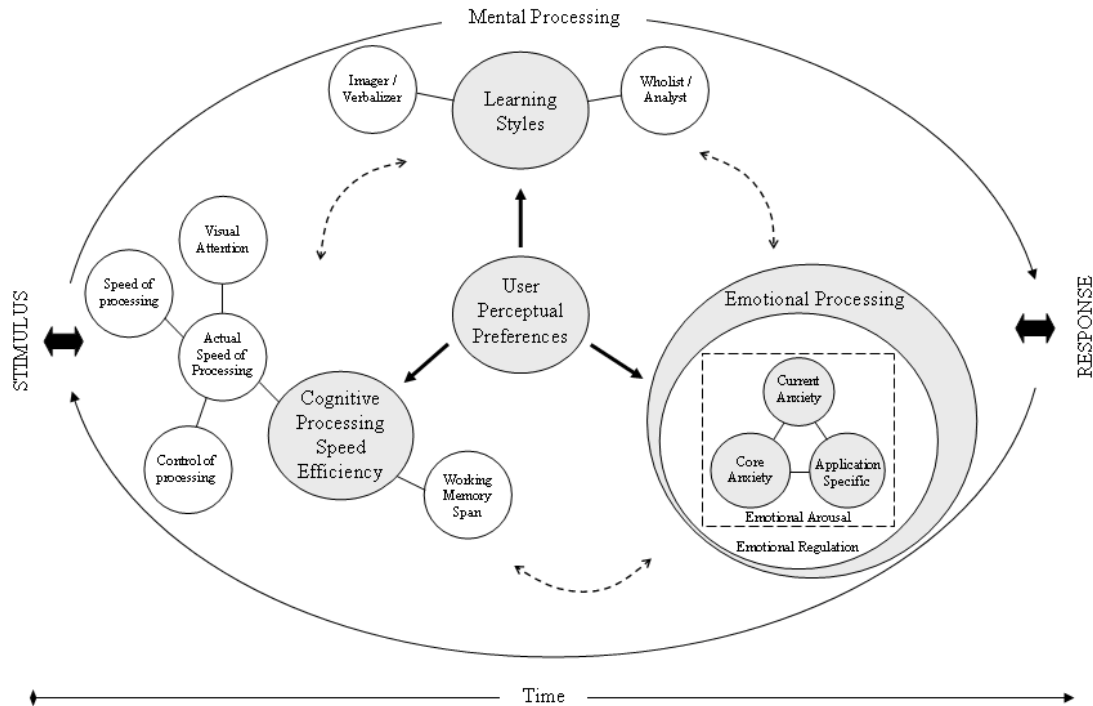 Mental Processing
Imager /
Verbalizer
Learning
Styles
Wholist /
Analyst
Visual
Attention
Speed of
processing
Actual
Speed of
Processing
Control of
processing
Cognitive
Processing
Speed
Efficiency
Working
Memory
Span
User
Perceptual
Preferences
Emotional Processing
Current
Anxiety
Core
Anxiety
Application
Specific
Emotional Arousal
Emotional Regulation
STIMULUS
RESPONSE
Time